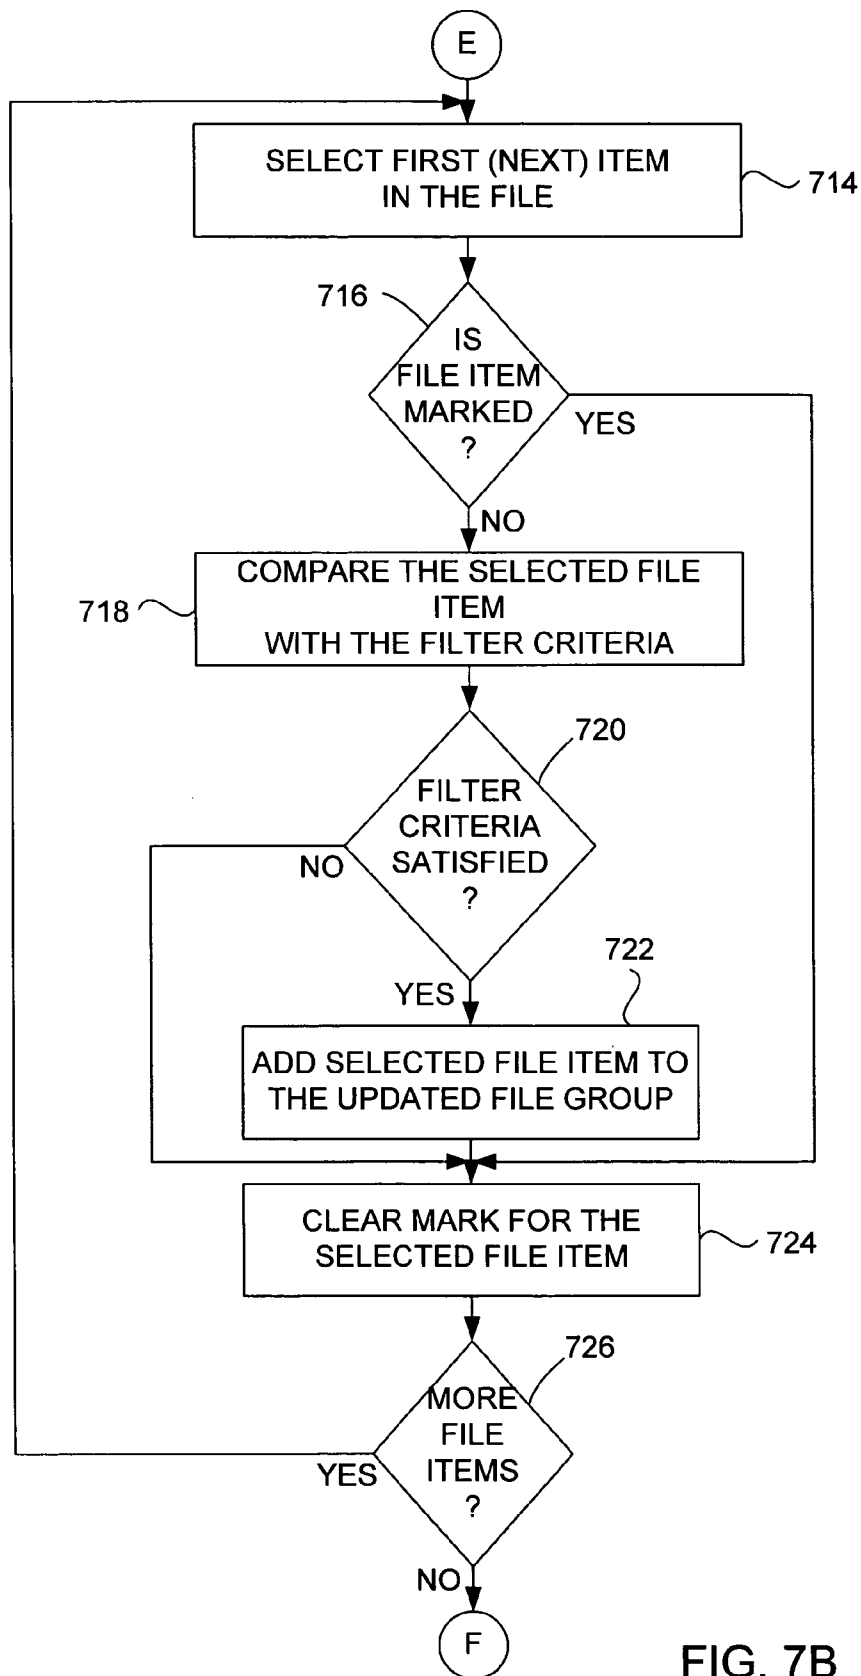 E
SELECT FIRST (NEXT) ITEM
IN THE FILE
714
716
IS
FILE ITEM
MARKED
?
YES
NO
COMPARE THE SELECTED FILE
ITEM
WITH THE FILTER CRITERIA
718
720
FILTER
CRITERIA
SATISFIED
?
NO
YES
722
ADD SELECTED FILE ITEM TO
THE UPDATED FILE GROUP
CLEAR MARK FOR THE
SELECTED FILE ITEM
724
726
MORE
FILE
ITEMS
?
YES
NO
F
FIG. 7B